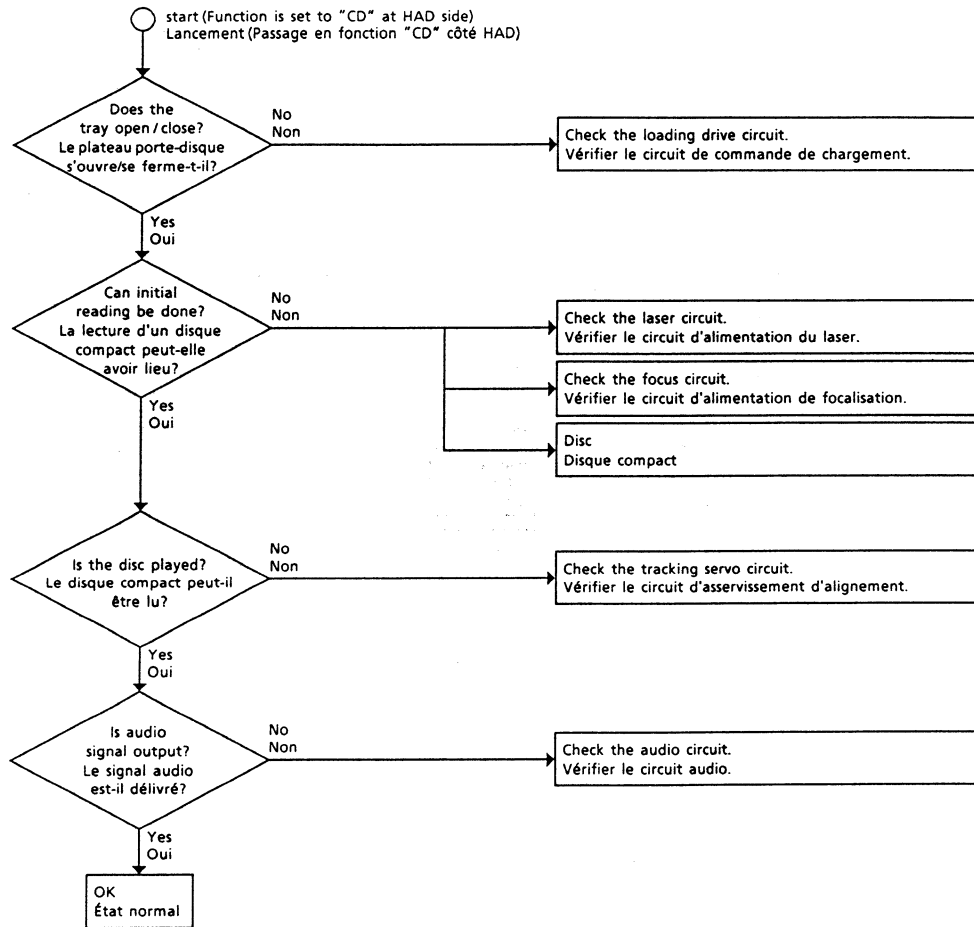 start (Function is set to "CD" at HAD side)
Lancement (Passage en fonction "CD" côté HAD)
Does the
tray open / close?
Le plateau porte-disque
s'ouvre/se ferme-t-il?
No
Non
Check the loading drive circuit.
Vérifier le circuit de commande de chargement.
Yes
Oui
Can initial
reading be done?
La lecture d'un disque
compact peut-elle
avoir lieu?
No
Non
Check the laser circuit.
Vérifier le circuit d'alimentation du laser.
Check the focus circuit.
Vérifier le circuit d'alimentation de focalisation.
Disc
Disque compact
Yes
Oui
Is the disc played?
Le disque compact peut-il
être lu?
No
Non
Check the tracking servo circuit.
Vérifier le circuit d'asservissement d'alignement.
Yes
Oui
Is audio
signal output?
Le signal audio
est-il délivré?
No
Non
Check the audio circuit.
Vérifier le circuit audio.
Yes
Oui
OK
État normal